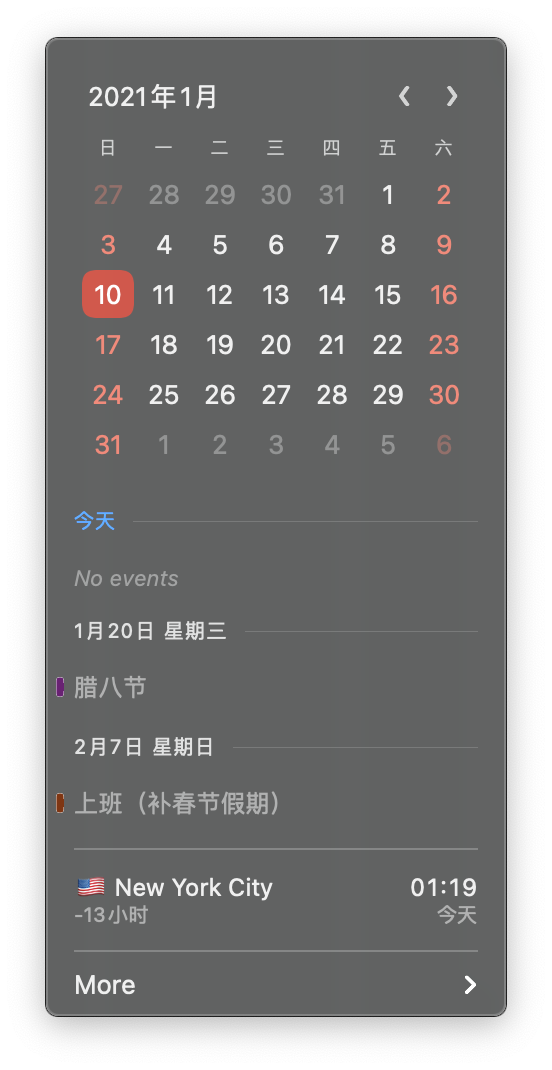 2021年1月
日 一 二 三 四 五 六
27 28 29 30 31 1 2
3 4 5 6 7 8 9
10 11 12 13 14 15 16
17 18 19 20 21 22 23
24 25 26 27 28 29 30
31 1 2 3 4 5 6
今天
No events
1月20日 星期三
腊八节
2月7日 星期日
上班（补春节假期）
New York City 01:19
-13小时 今天
More